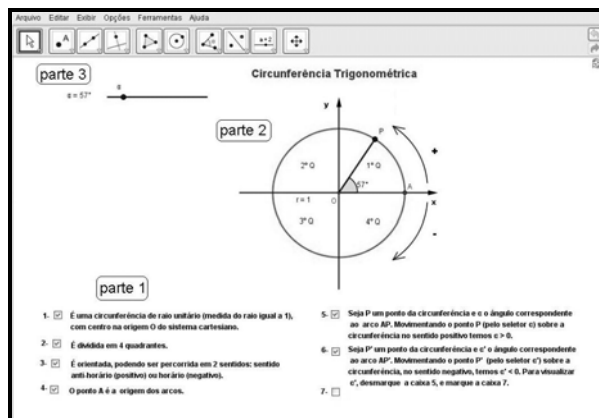 Arquivo Editar Exibir Opções Ferramentas Ajuda
A
a=2
parte 3
Circunferência Trigonométrica
α = 57°
parte 2
y
P
+
2º Q
1º Q
57°
A
O
x
r = 1
3º Q
4º Q
-
parte 1
1- É uma circunferência de raio unitário (medida do raio igual a 1),
com centro na origem O do sistema cartesiano.
2- É dividida em 4 quadrantes.
3- É orientada, podendo ser percorrida em 2 sentidos: sentido
anti-horário (positivo) ou horário (negativo).
4- O ponto A é a origem dos arcos.
5- Seja P um ponto da circunferência e c o ângulo correspondente
ao arco AP. Movimentando o ponto P (pelo seletor c) sobre a
circunferência no sentido positivo temos c > 0.
6- Seja P' um ponto da circunferência e c' o ângulo correspondente
ao arco AP'. Movimentando o ponto P' (pelo seletor c') sobre a
circunferência, no sentido negativo, temos c' < 0. Para visualizar
c', desmarque a caixa 5, e marque a caixa 7.
7-